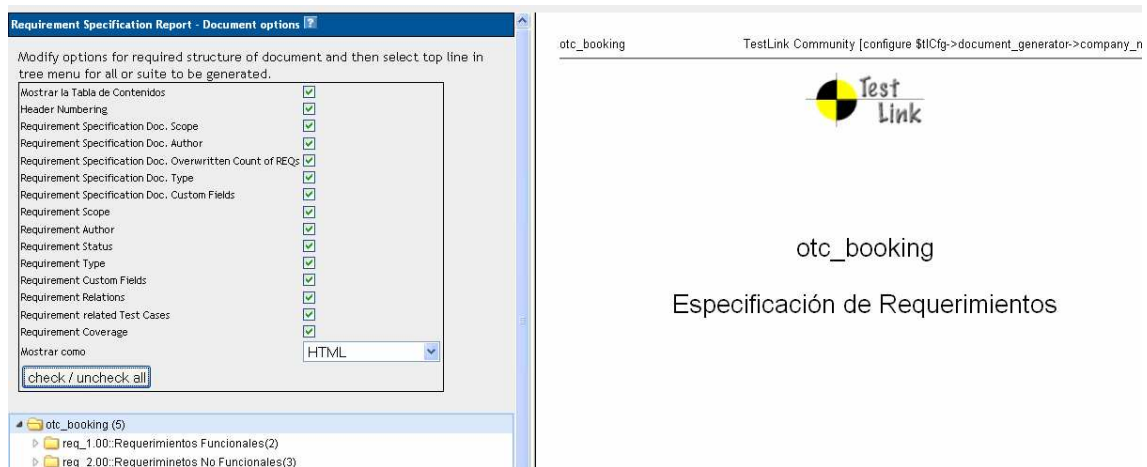 Requirement Specification Report - Document options ?
Modify options for required structure of document and then select top line in
tree menu for all or suite to be generated.
Mostrar la Tabla de Contenidos
Header Numbering
Requirement Specification Doc. Scope
Requirement Specification Doc. Author
Requirement Specification Doc. Overwritten Count of REQs
Requirement Specification Doc. Type
Requirement Specification Doc. Custom Fields
Requirement Scope
Requirement Author
Requirement Status
Requirement Type
Requirement Custom Fields
Requirement Relations
Requirement related Test Cases
Requirement Coverage
Mostrar como HTML
check / uncheck all
otc_booking (5)
req_1.00::Requerimientos Funcionales(2)
req_2.00::Requeriminetos No Funcionales(3)
otc_booking TestLink Community [configure $tlCfg->document_generator->company_n
Test
Link
otc_booking
Especificación de Requerimientos